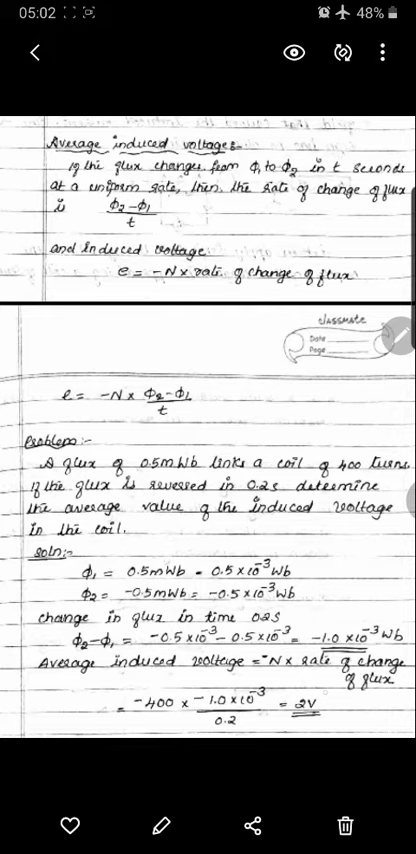 05:02
48%
Average induced voltage:-
If the flux changes from ϕ1 to ϕ2 in t seconds
at a uniform rate, then the rate of change of flux
is ϕ2-ϕ1/t
and induced voltage
e = -N × rate of change of flux
classmate
Date
Page
e = -N × ϕ2-ϕ1/t
Problem:-
A flux of 0.5mWb links a coil of 400 turns
If the flux is reversed in 0.2s determine
the average value of the induced voltage
in the coil.
Soln:-
ϕ1 = 0.5mWb = 0.5×10⁻³Wb
ϕ2 = -0.5mWb = -0.5×10⁻³Wb
change in flux in time 0.2s
ϕ2-ϕ1 = -0.5×10⁻³ - 0.5×10⁻³ = -1.0×10⁻³ Wb
Average induced voltage = -N × rate of change
of flux
= -400 × -1.0×10⁻³/0.2 = 2V